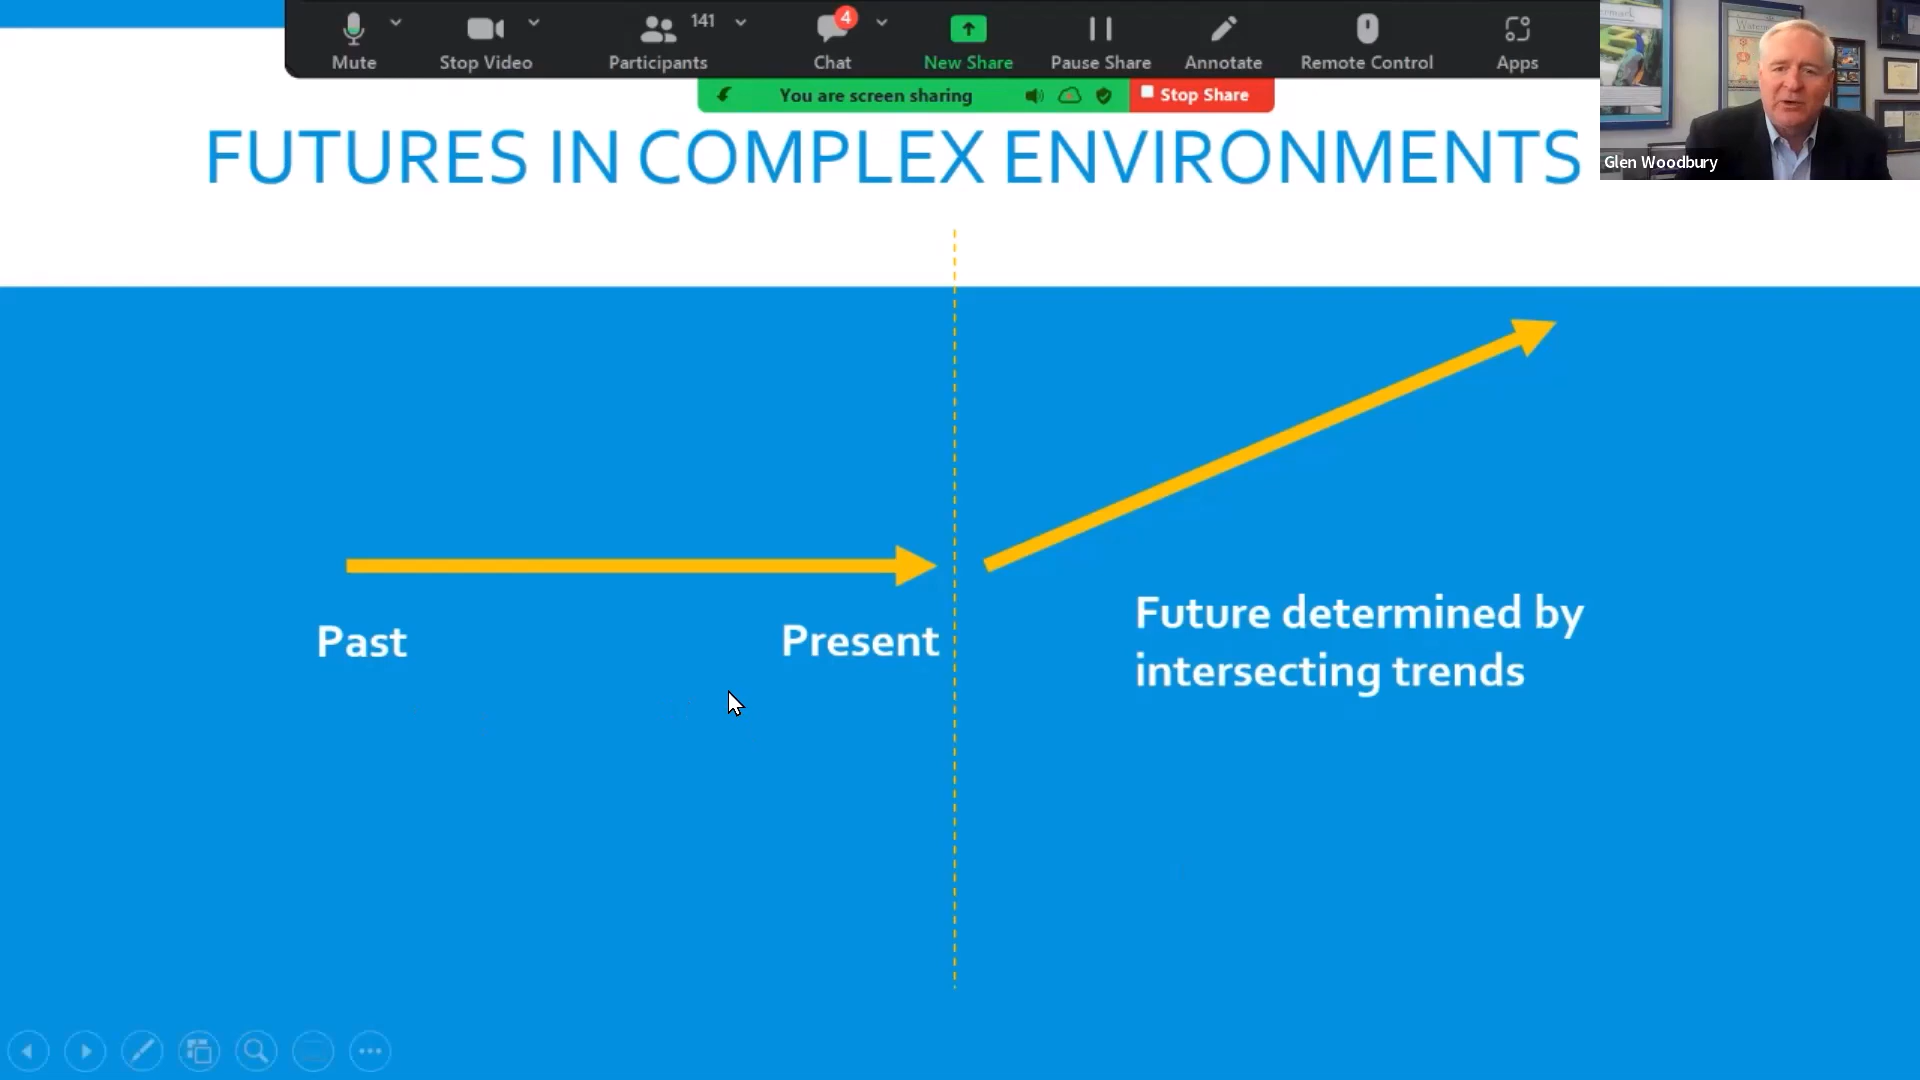 Mute
Stop Video
Participants
141
Chat
4
New Share
Pause Share
Annotate
Remote Control
Apps
You are screen sharing
Stop Share
Glen Woodbury
FUTURES IN COMPLEX ENVIRONMENTS
Past
Present
Future determined by
intersecting trends